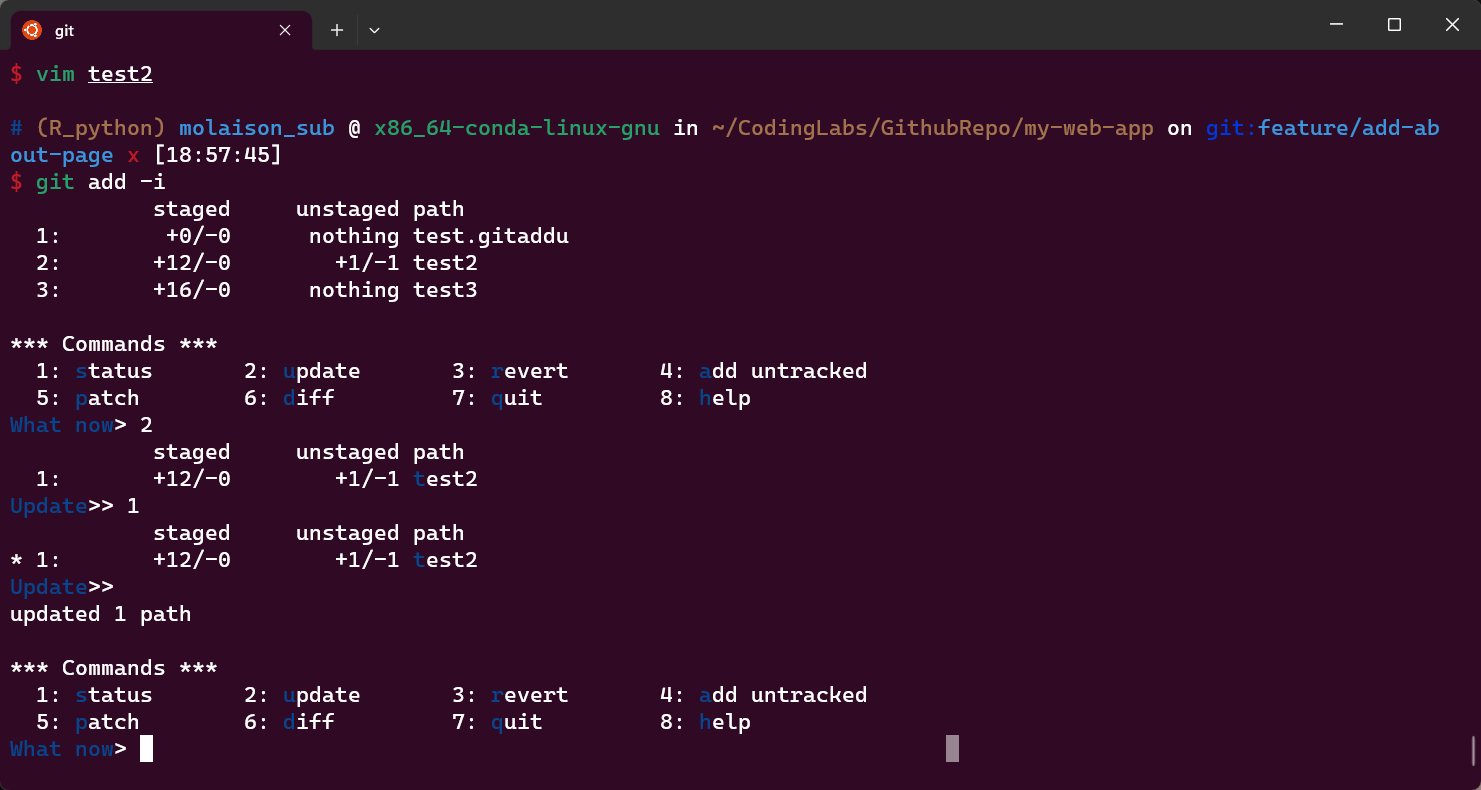 git
$ vim test2
# (R_python) molaison_sub @ x86_64-conda-linux-gnu in ~/CodingLabs/GithubRepo/my-web-app on git:feature/add-ab
out-page x [18:57:45]
$ git add -i
           staged     unstaged path
  1:        +0/-0      nothing test.gitaddu
  2:       +12/-0        +1/-1 test2
  3:       +16/-0      nothing test3
*** Commands ***
  1: status       2: update       3: revert       4: add untracked
  5: patch        6: diff         7: quit         8: help
What now> 2
           staged     unstaged path
  1:       +12/-0        +1/-1 test2
Update>> 1
           staged     unstaged path
* 1:       +12/-0        +1/-1 test2
Update>>
updated 1 path
*** Commands ***
  1: status       2: update       3: revert       4: add untracked
  5: patch        6: diff         7: quit         8: help
What now>